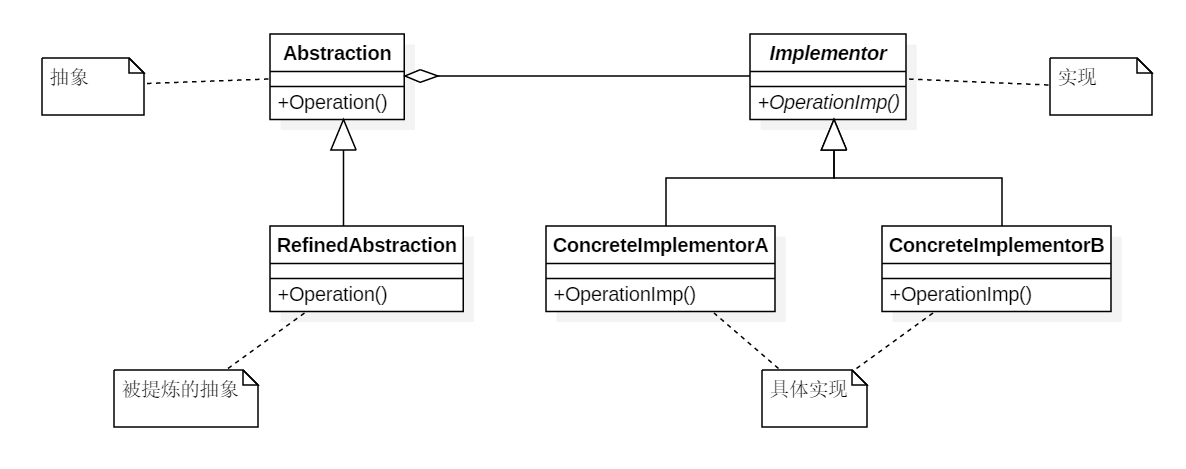 抽象
Abstraction
+Operation()
Implementor
+OperationImp()
实现
RefinedAbstraction
+Operation()
ConcreteImplementorA
+OperationImp()
ConcreteImplementorB
+OperationImp()
被提炼的抽象
具体实现